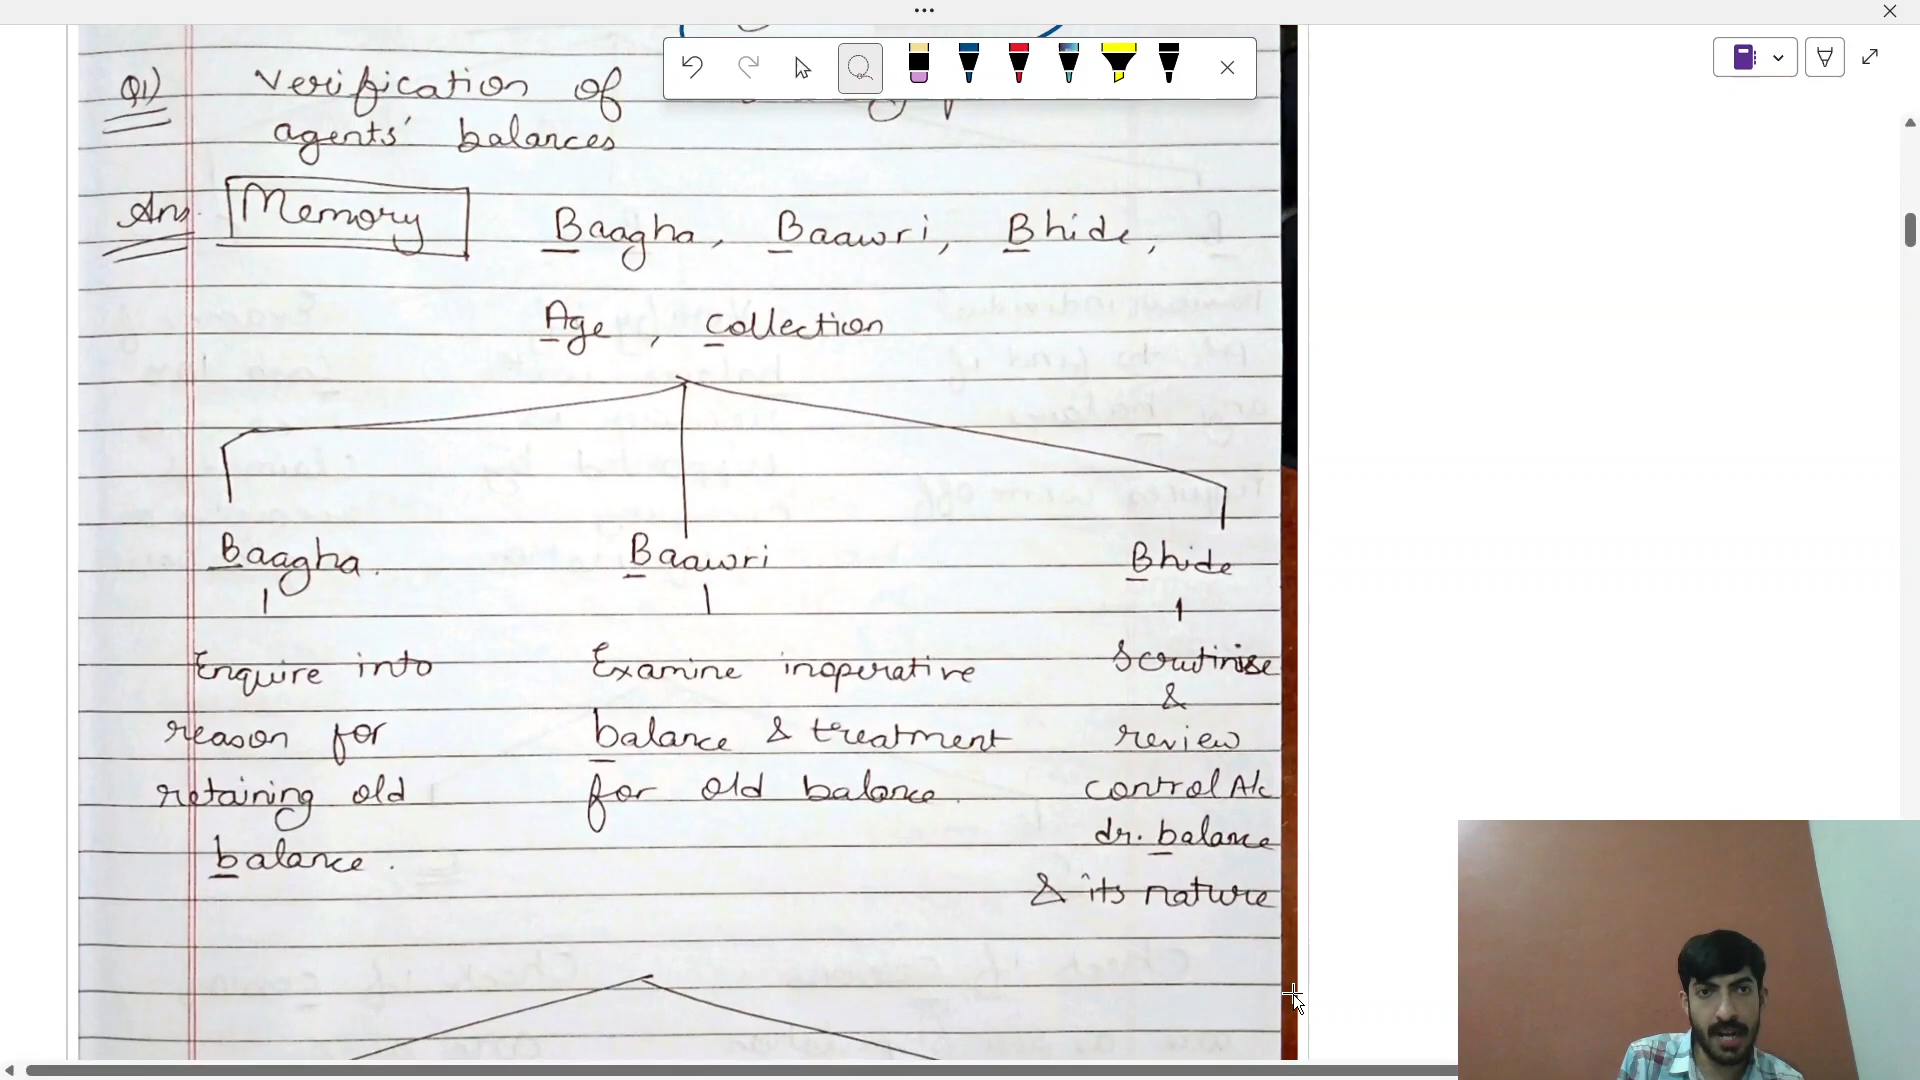 Q1) Verification of
agents' balances
Ans. Memory Baagha, Baawri, Bhide,
Age, Collection
Baagha. Baawri Bhide
Enquire into
reason for
retaining old
balance.
Examine inoperative
balance & treatment
for old balance.
Scrutinise
&
review
control A/c
dr. balance
& its nature